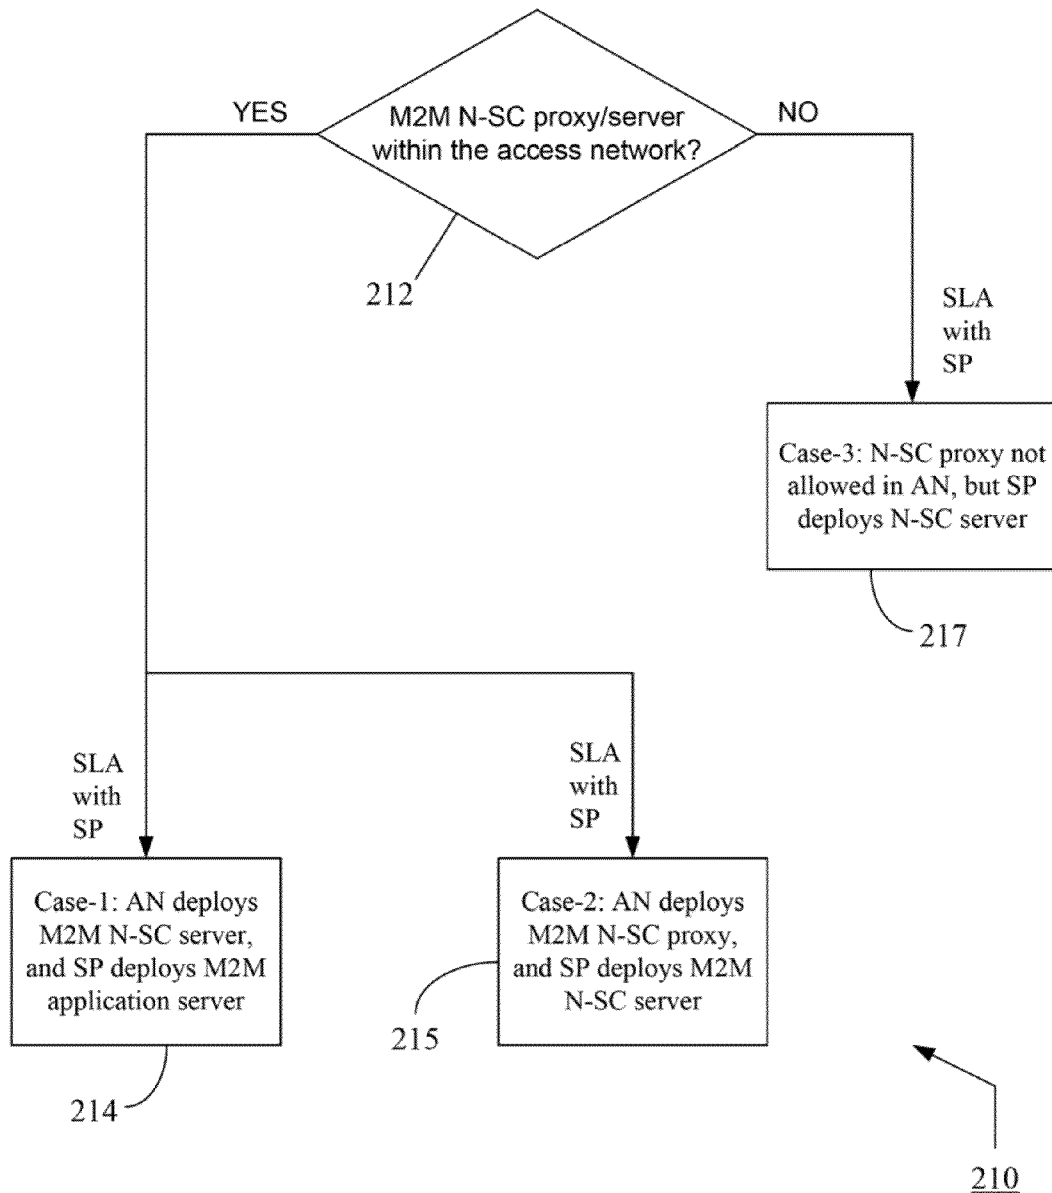 M2M N-SC proxy/server
within the access network?
YES
NO
212
SLA
with
SP
Case-3: N-SC proxy not
allowed in AN, but SP
deploys N-SC server
217
SLA
with
SP
SLA
with
SP
Case-1: AN deploys
M2M N-SC server,
and SP deploys M2M
application server
214
Case-2: AN deploys
M2M N-SC proxy,
and SP deploys M2M
N-SC server
215
210